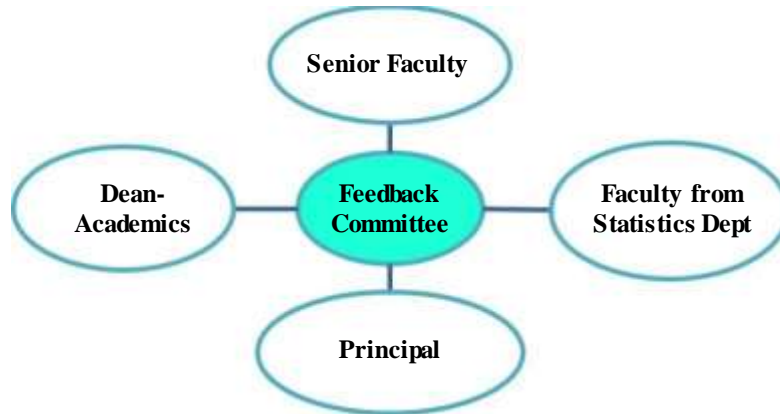 Senior Faculty
Dean-
Academics
Feedback
Committee
Faculty from
Statistics Dept
Principal